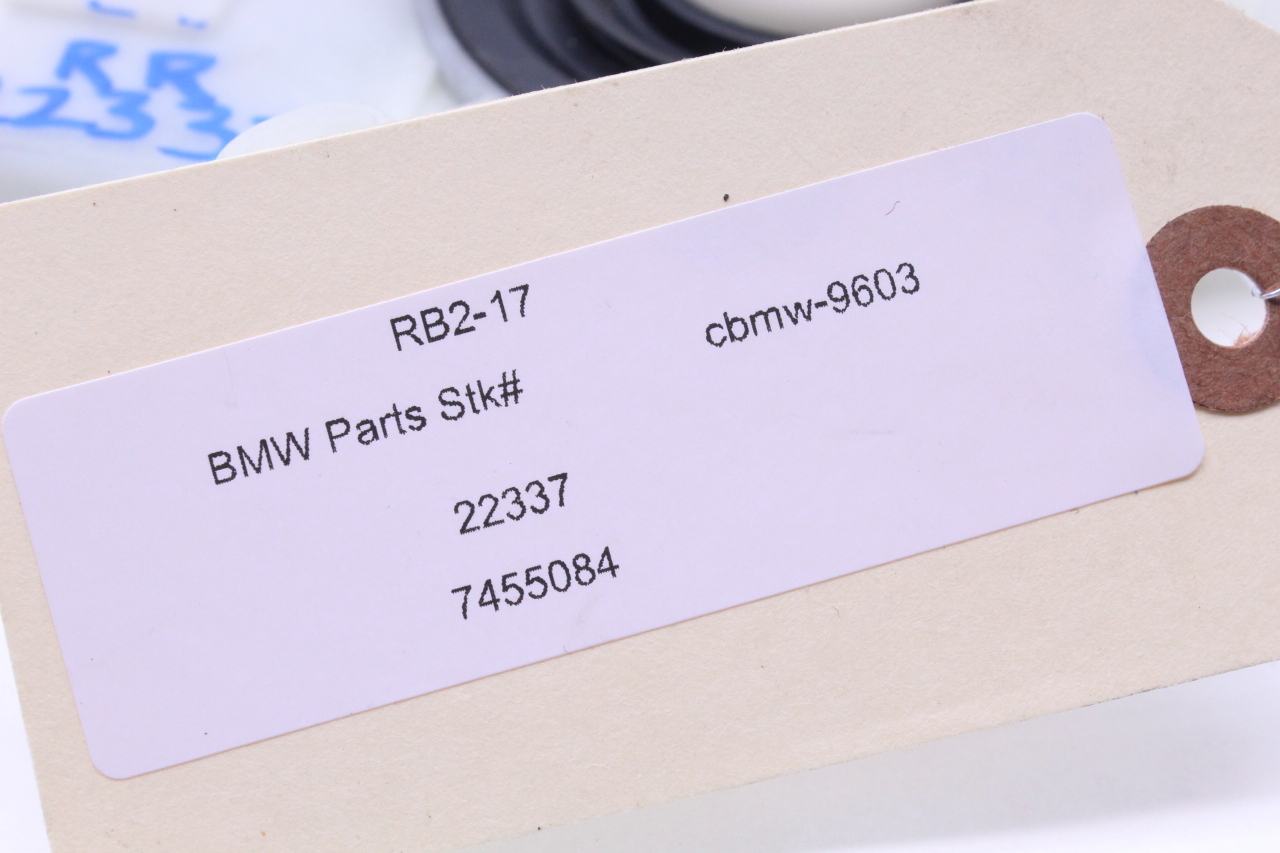 RR
2233
RB2-17
cbmw-9603
BMW Parts Stk#
22337
7455084